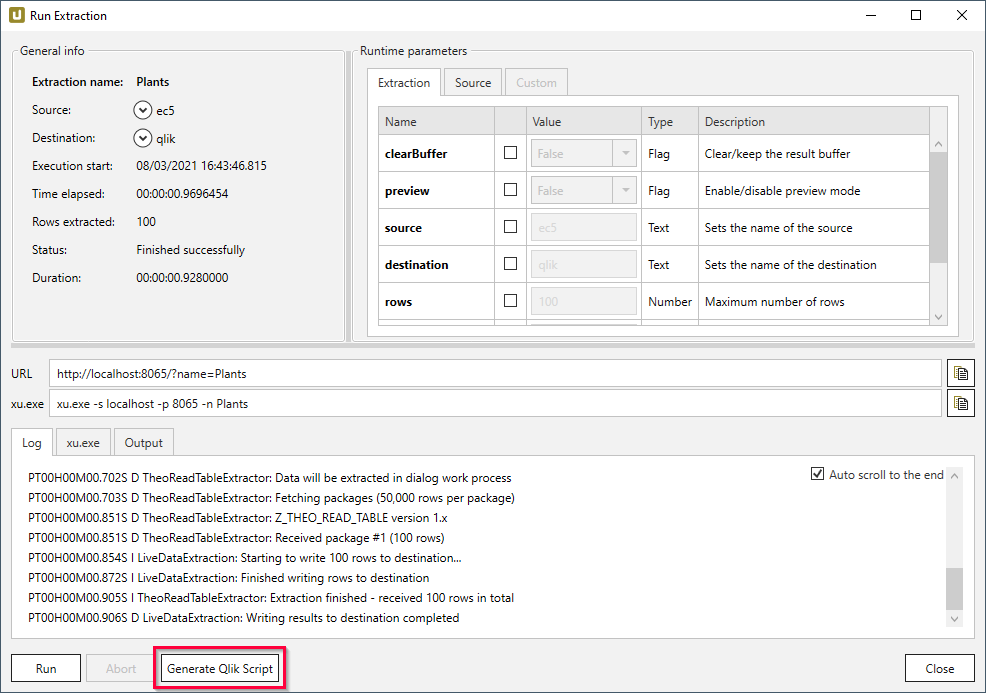 Run Extraction
General info
Extraction name: Plants
Source: ec5
Destination: qlik
Execution start: 08/03/2021 16:43:46.815
Time elapsed: 00:00:00.9696454
Rows extracted: 100
Status: Finished successfully
Duration: 00:00:00.9280000
Runtime parameters
Extraction Source Custom
Name Value Type Description
clearBuffer False Flag Clear/keep the result buffer
preview False Flag Enable/disable preview mode
source ec5 Text Sets the name of the source
destination qlik Text Sets the name of the destination
rows 100 Number Maximum number of rows
URL http://localhost:8065/?name=Plants
xu.exe xu.exe -s localhost -p 8065 -n Plants
Log xu.exe Output
Auto scroll to the end
PT00H00M00.702S D TheoReadTableExtractor: Data will be extracted in dialog work process
PT00H00M00.703S D TheoReadTableExtractor: Fetching packages (50,000 rows per package)
PT00H00M00.851S D TheoReadTableExtractor: Z_THEO_READ_TABLE version 1.x
PT00H00M00.851S D TheoReadTableExtractor: Received package #1 (100 rows)
PT00H00M00.854S I LiveDataExtraction: Starting to write 100 rows to destination...
PT00H00M00.872S I LiveDataExtraction: Finished writing rows to destination
PT00H00M00.905S I TheoReadTableExtractor: Extraction finished - received 100 rows in total
PT00H00M00.906S D LiveDataExtraction: Writing results to destination completed
Run Abort Generate Qlik Script Close